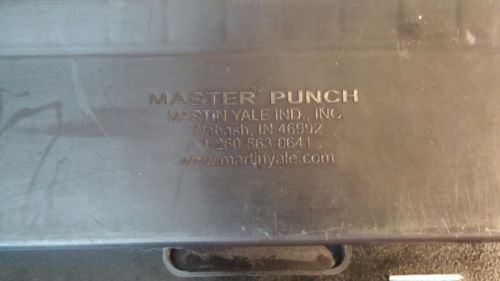 MASTER® PUNCH
MARTIN YALE IND., INC.
Wabash, IN 46992
1-260-563-0641
www.martinyale.com